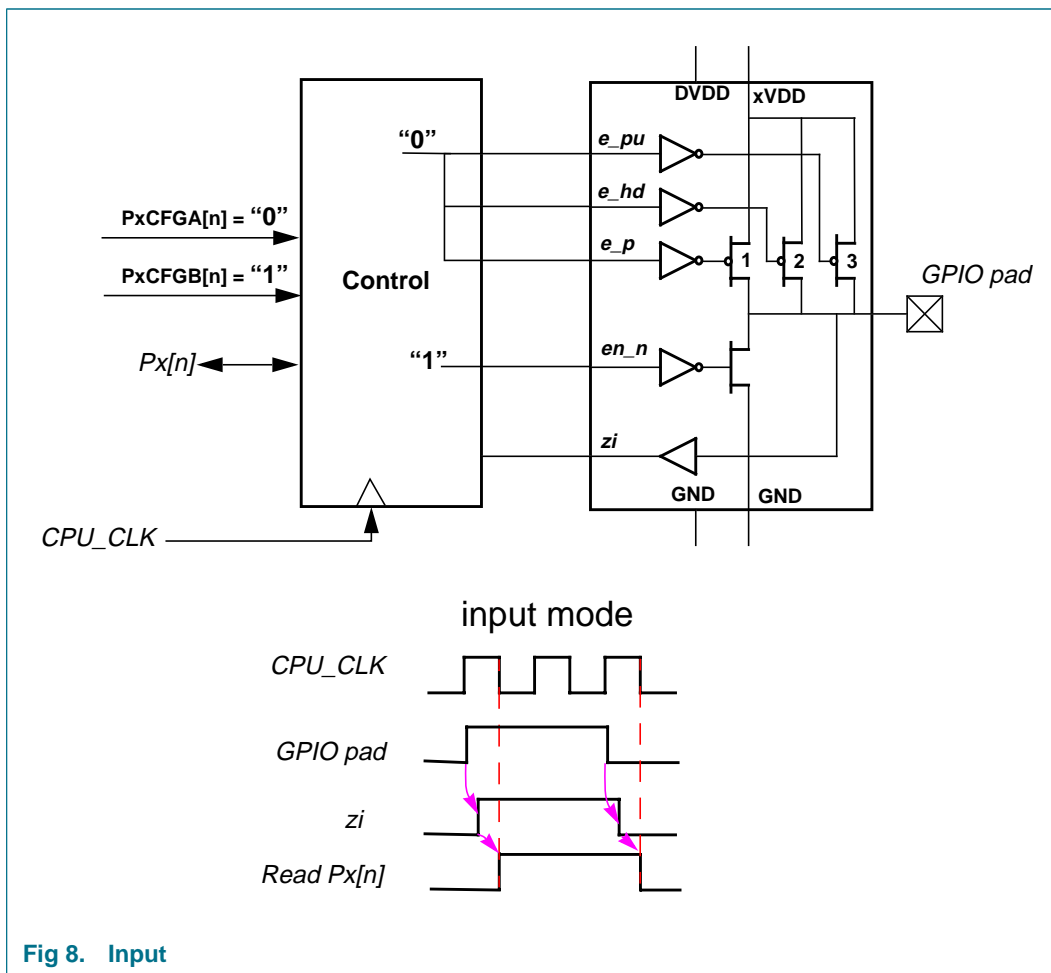 DVDD xVDD
“0”
e_pu
e_hd
PxCFGA[n] = “0”
e_p
1 2 3
PxCFGB[n] = “1”
Control
GPIO pad
Px[n]
“1”
en_n
zi
GND GND
CPU_CLK
input mode
CPU_CLK
GPIO pad
zi
Read Px[n]
Fig 8. Input